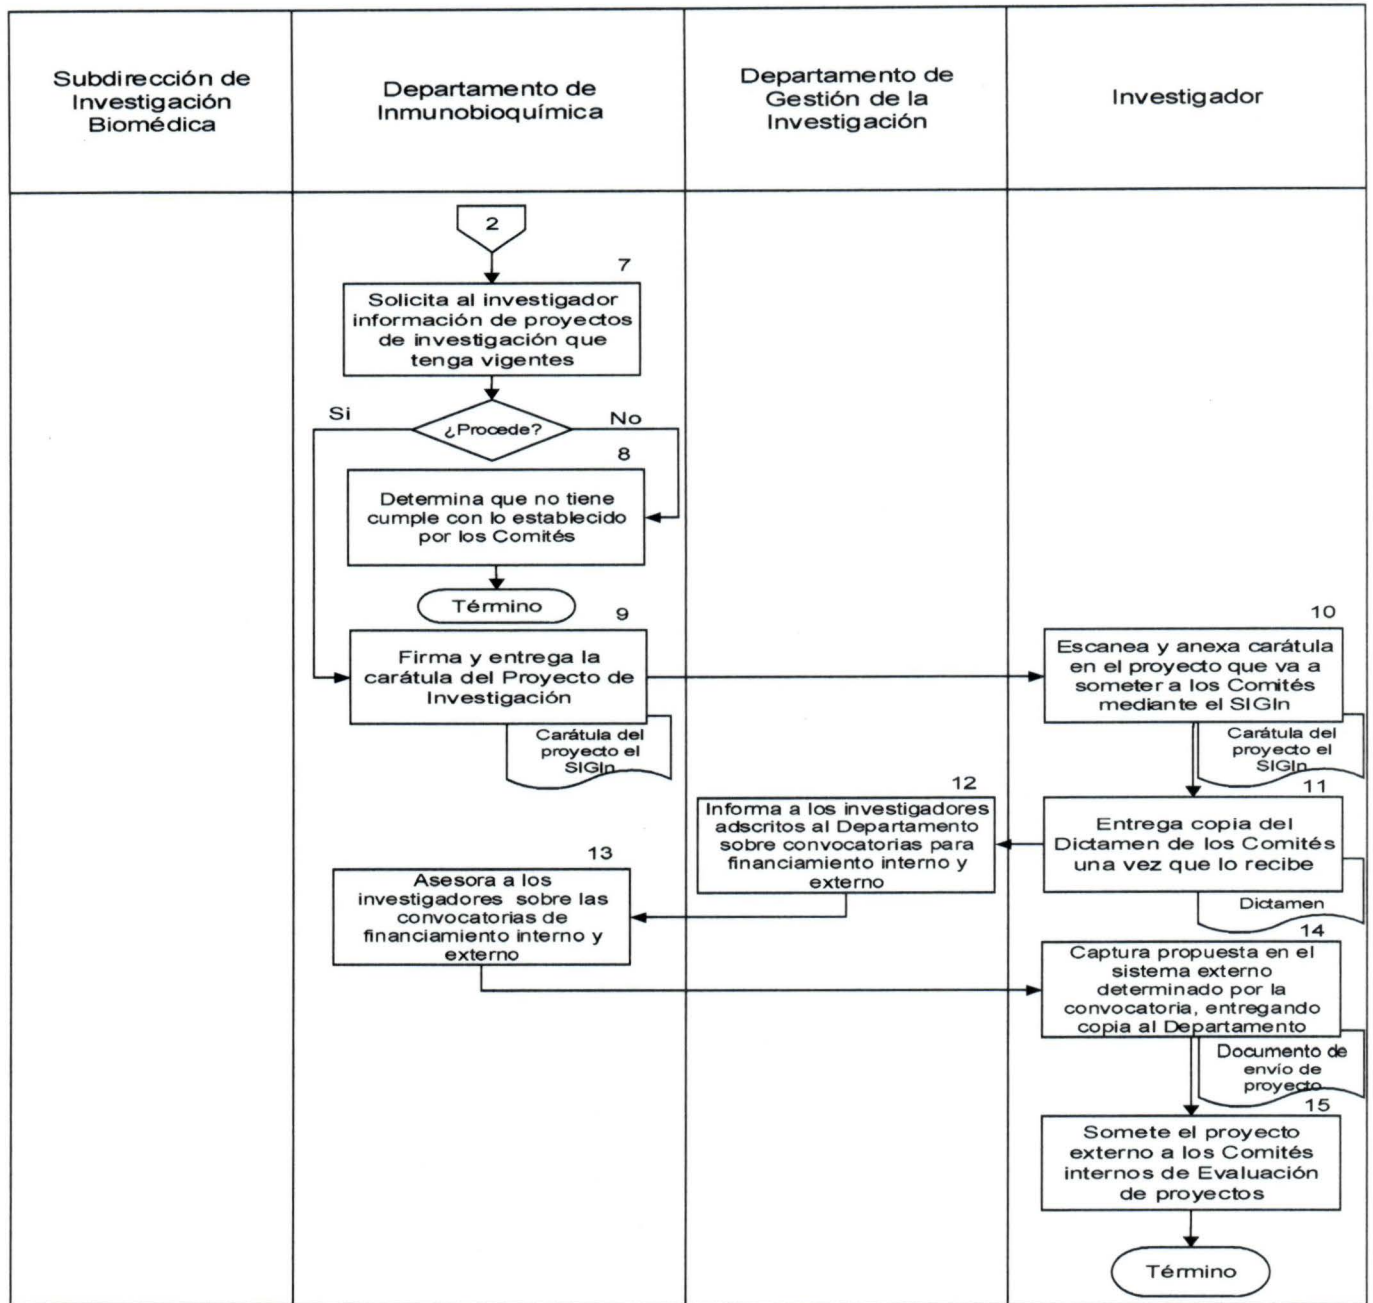 Subdirección de
Investigación
Biomédica
Departamento de
Inmunobioquímica
Departamento de
Gestión de la
Investigación
Investigador
2
7
Solicita al investigador
información de proyectos
de investigación que
tenga vigentes
Si
¿Procede?
No
8
Determina que no tiene
cumple con lo establecido
por los Comités
Término
9
Firma y entrega la
carátula del Proyecto de
Investigación
Carátula del
proyecto el
SIGIn
10
Escanea y anexa carátula
en el proyecto que va a
someter a los Comités
mediante el SIGIn
Carátula del
proyecto el
SIGIn
11
Entrega copia del
Dictamen de los Comités
una vez que lo recibe
Dictamen
12
Informa a los investigadores
adscritos al Departamento
sobre convocatorias para
financiamiento interno y
externo
13
Asesora a los
investigadores sobre las
convocatorias de
financiamiento interno y
externo
14
Captura propuesta en el
sistema externo
determinado por la
convocatoria, entregando
copia al Departamento
Documento de
envío de
proyecto
15
Somete el proyecto
externo a los Comités
internos de Evaluación
de proyectos
Término